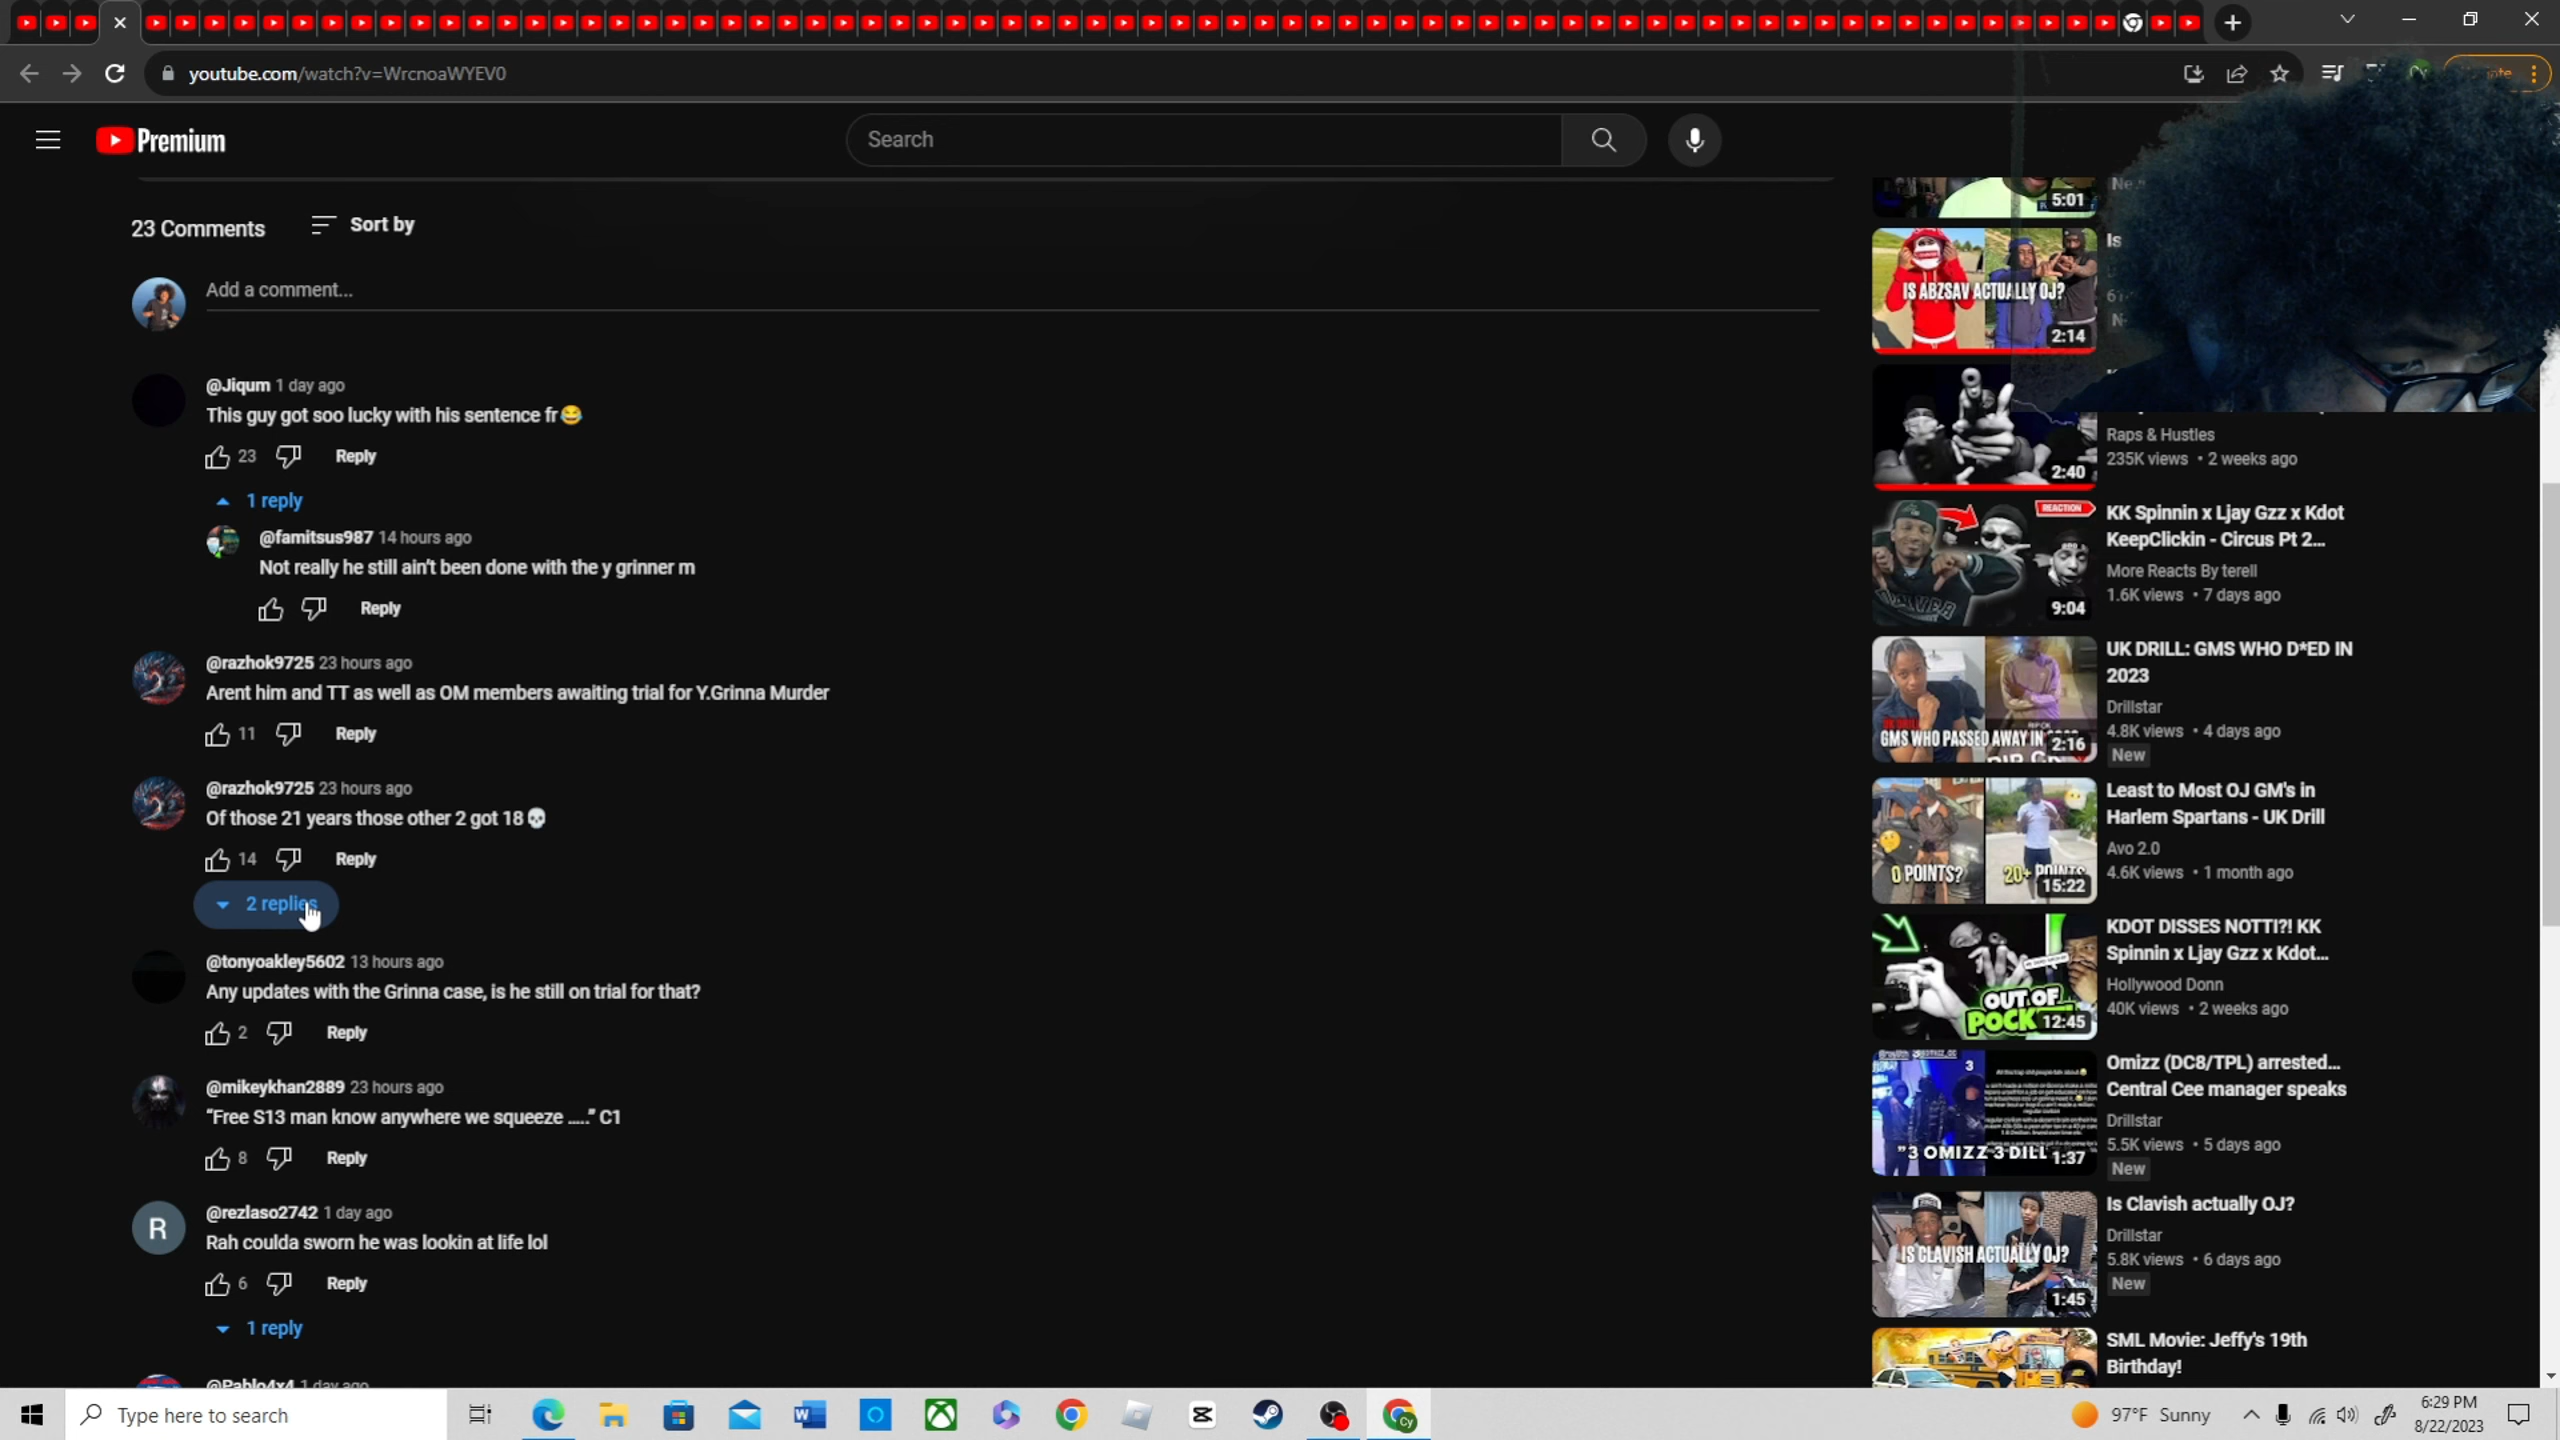 youtube.com/watch?v=WrcnoaWYEV0
Premium
Search
23 Comments
Sort by
Add a comment...
@Jiqum 1 day ago
This guy got soo lucky with his sentence fr😂
23
Reply
1 reply
@famitsus987 14 hours ago
Not really he still ain't been done with the y grinner m
Reply
@razhok9725 23 hours ago
Arent him and TT as well as OM members awaiting trial for Y.Grinna Murder
11
Reply
@razhok9725 23 hours ago
Of those 21 years those other 2 got 18💀
14
Reply
2 replies
@tonyoakley5602 13 hours ago
Any updates with the Grinna case, is he still on trial for that?
2
Reply
@mikeykhan2889 23 hours ago
“Free S13 man know anywhere we squeeze .....” C1
8
Reply
@rezlaso2742 1 day ago
Rah coulda sworn he was lookin at life lol
6
Reply
1 reply
@Pablo4x4 1 day ago
5:01
IS ABZSAV ACTUALLY OJ?
2:14
Is
2:40
Raps & Hustles
235K views • 2 weeks ago
REACTION
9:04
KK Spinnin x Ljay Gzz x Kdot
KeepClickin - Circus Pt 2...
More Reacts By terell
1.6K views • 7 days ago
GMS WHO PASSED AWAY IN
2:16
UK DRILL: GMS WHO D*ED IN
2023
Drillstar
4.8K views • 4 days ago
New
0 POINTS?
20+ POINTS
15:22
Least to Most OJ GM's in
Harlem Spartans - UK Drill
Avo 2.0
4.6K views • 1 month ago
OUT OF
POCK
12:45
KDOT DISSES NOTTI?! KK
Spinnin x Ljay Gzz x Kdot...
Hollywood Donn
40K views • 2 weeks ago
3
"3 OMIZZ 3 DILL
1:37
Omizz (DC8/TPL) arrested...
Central Cee manager speaks
Drillstar
5.5K views • 5 days ago
New
IS CLAVISH ACTUALLY OJ?
1:45
Is Clavish actually OJ?
Drillstar
5.8K views • 6 days ago
New
SML Movie: Jeffy's 19th
Birthday!
Type here to search
Cy
97°F Sunny
6:29 PM
8/22/2023